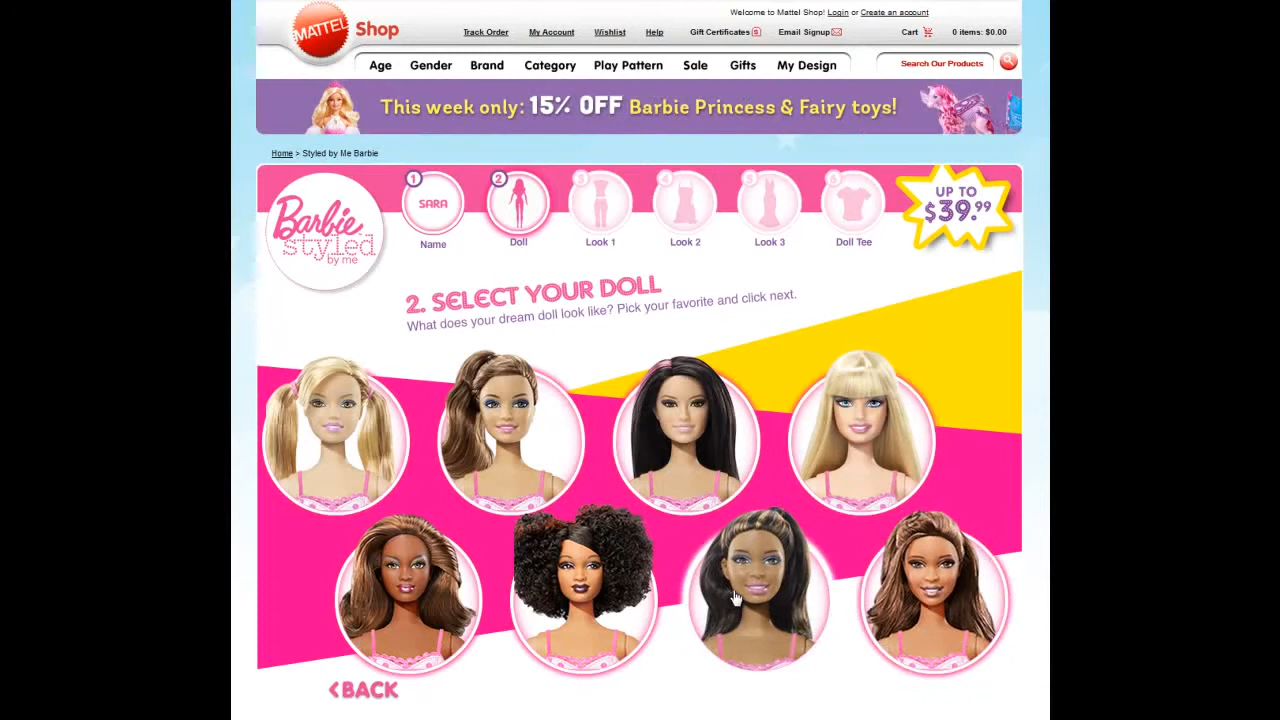 Welcome to Mattel Shop! Login or Create an account
MATTEL Shop
Track Order My Account Wishlist Help Gift Certificates Email Signup Cart 0 items: $0.00
Age Gender Brand Category Play Pattern Sale Gifts My Design Search Our Products
This week only: 15% OFF Barbie Princess & Fairy toys!
Home > Styled by Me Barbie
1 2 3 4 5 6
SARA
Name Doll Look 1 Look 2 Look 3 Doll Tee
UP TO
$39.99
Barbie
styled
by me
2. SELECT YOUR DOLL
What does your dream doll look like? Pick your favorite and click next.
<BACK